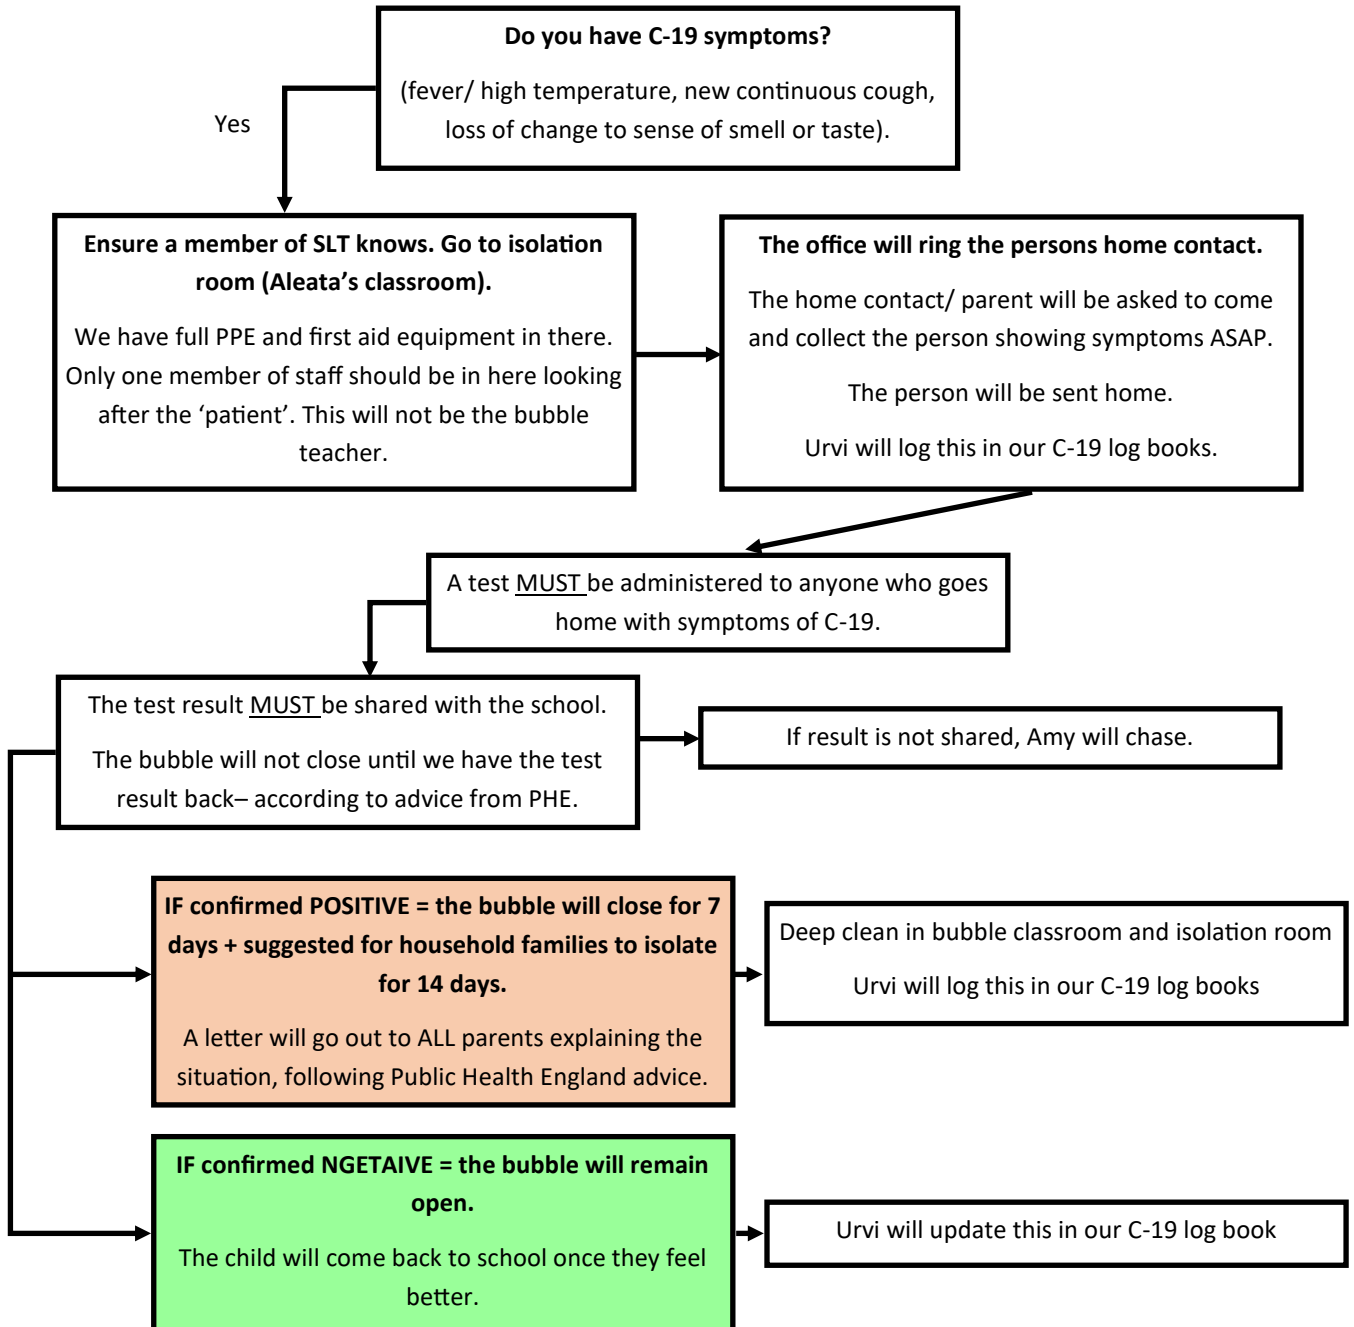 Do you have C-19 symptoms?
(fever/ high temperature, new continuous cough,
loss of change to sense of smell or taste).
Yes
Ensure a member of SLT knows. Go to isolation
room (Aleata’s classroom).
We have full PPE and first aid equipment in there.
Only one member of staff should be in here looking
after the ‘patient’. This will not be the bubble
teacher.
The office will ring the persons home contact.
The home contact/ parent will be asked to come
and collect the person showing symptoms ASAP.
The person will be sent home.
Urvi will log this in our C-19 log books.
A test MUST be administered to anyone who goes
home with symptoms of C-19.
The test result MUST be shared with the school.
The bubble will not close until we have the test
result back– according to advice from PHE.
If result is not shared, Amy will chase.
IF confirmed POSITIVE = the bubble will close for 7
days + suggested for household families to isolate
for 14 days.
A letter will go out to ALL parents explaining the
situation, following Public Health England advice.
Deep clean in bubble classroom and isolation room
Urvi will log this in our C-19 log books
IF confirmed NGETAIVE = the bubble will remain
open.
The child will come back to school once they feel
better.
Urvi will update this in our C-19 log book